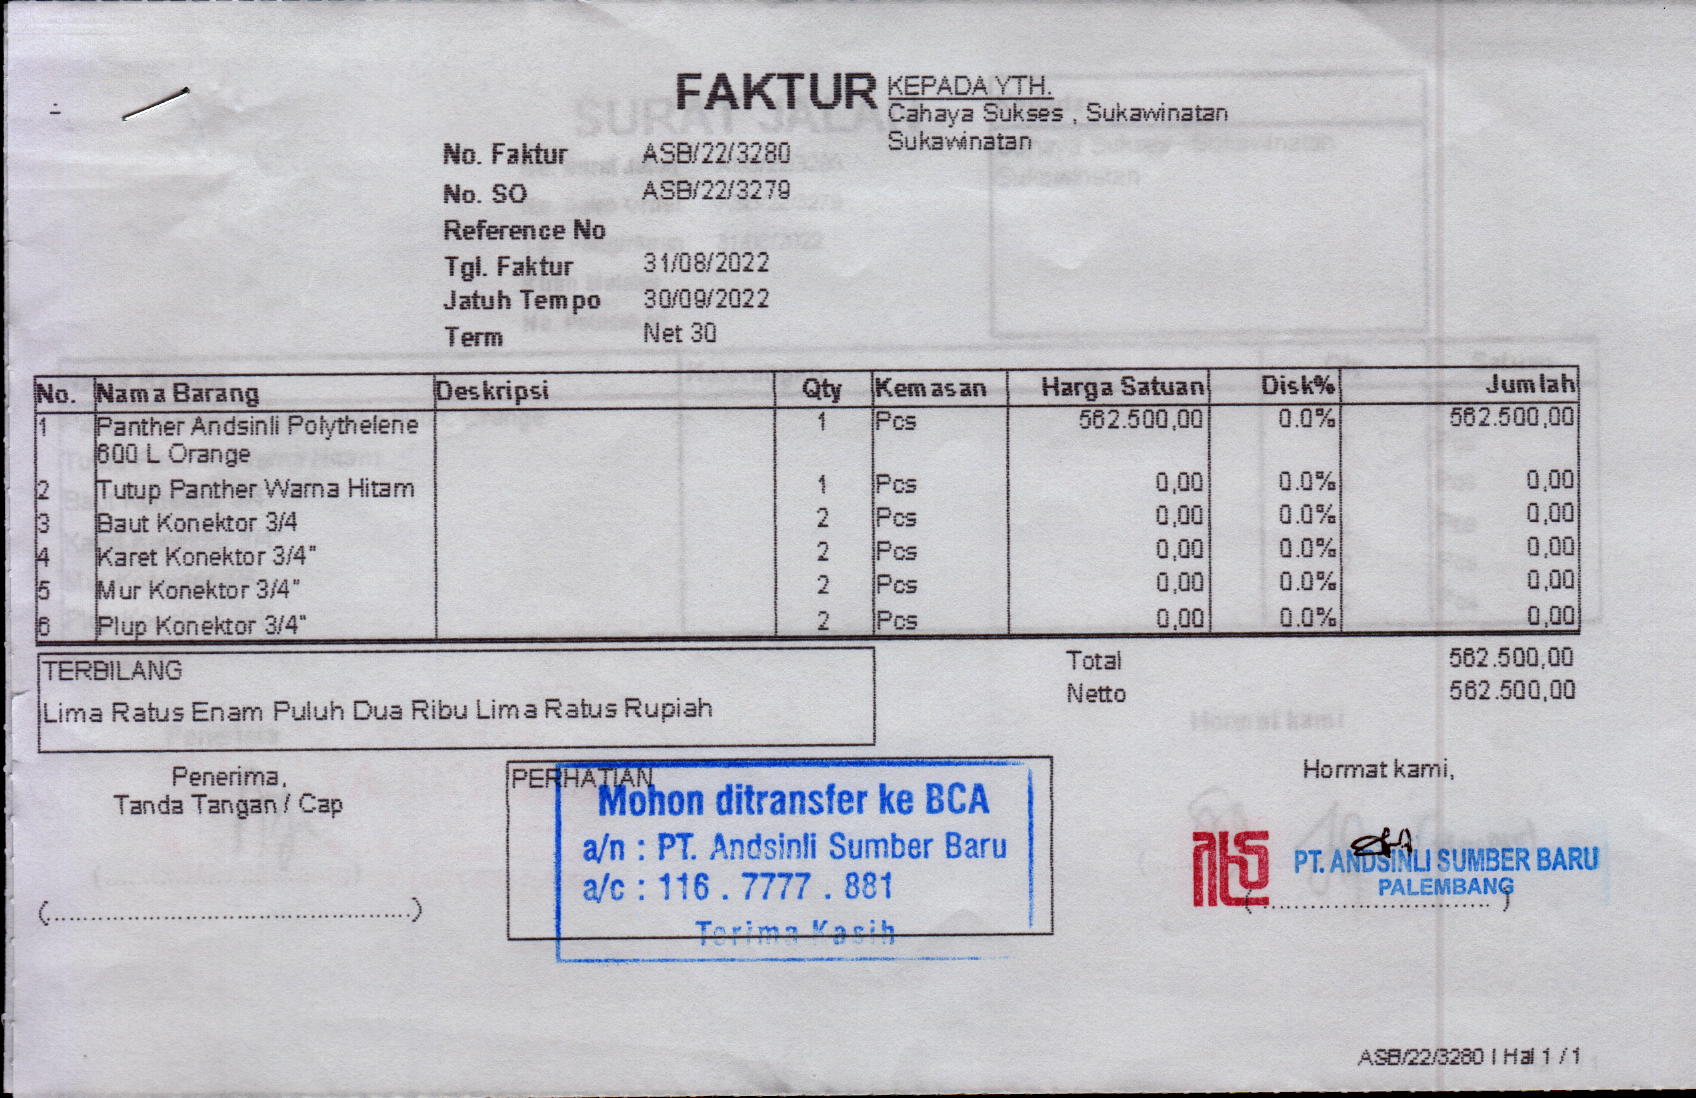 FAKTUR
KEPADA YTH.
Cahaya Sukses , Sukawinatan
Sukawinatan
No. Faktur ASB/22/3280
No. SO ASB/22/3279
Reference No
Tgl. Faktur 31/08/2022
Jatuh Tempo 30/09/2022
Term Net 30
No. Nama Barang Deskripsi Qty Kemasan Harga Satuan Disk% Jumlah
1 Panther Andsinli Polythelene 1 Pcs 562.500,00 0.0% 562.500,00
600 L Orange
2 Tutup Panther Warna Hitam 1 Pcs 0,00 0.0% 0,00
3 Baut Konektor 3/4 2 Pcs 0,00 0.0% 0,00
4 Karet Konektor 3/4" 2 Pcs 0,00 0.0% 0,00
5 Mur Konektor 3/4" 2 Pcs 0,00 0.0% 0,00
6 Plup Konektor 3/4" 2 Pcs 0,00 0.0% 0,00
TERBILANG
Lima Ratus Enam Puluh Dua Ribu Lima Ratus Rupiah
Total 562.500,00
Netto 562.500,00
Penerima,
Tanda Tangan / Cap
(..........................................)
PERHATIAN
Mohon ditransfer ke BCA
a/n : PT. Andsinli Sumber Baru
a/c : 116 . 7777 . 881
Terima Kasih
Hormat kami,
PT. ANDSINLI SUMBER BARU
PALEMBANG
(............................)
ASB/22/3280 | Hal 1 / 1